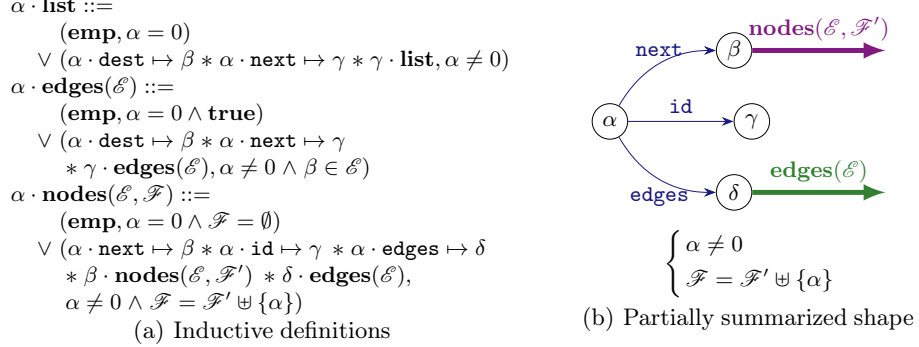 α · list ::=
(emp, α = 0)
∨ (α · dest ↦ β ∗ α · next ↦ γ ∗ γ · list, α ≠ 0)
α · edges(ℰ) ::=
(emp, α = 0 ∧ true)
∨ (α · dest ↦ β ∗ α · next ↦ γ
∗ γ · edges(ℰ), α ≠ 0 ∧ β ∈ ℰ)
α · nodes(ℰ, ℱ) ::=
(emp, α = 0 ∧ ℱ = ∅)
∨ (α · next ↦ β ∗ α · id ↦ γ ∗ α · edges ↦ δ
∗ β · nodes(ℰ, ℱ′) ∗ δ · edges(ℰ),
α ≠ 0 ∧ ℱ = ℱ′ ⊎ {α})
(a) Inductive definitions
nodes(ℰ, ℱ′)
next
β
α
id
γ
edges
δ
edges(ℰ)
α ≠ 0
ℱ = ℱ′ ⊎ {α}
(b) Partially summarized shape